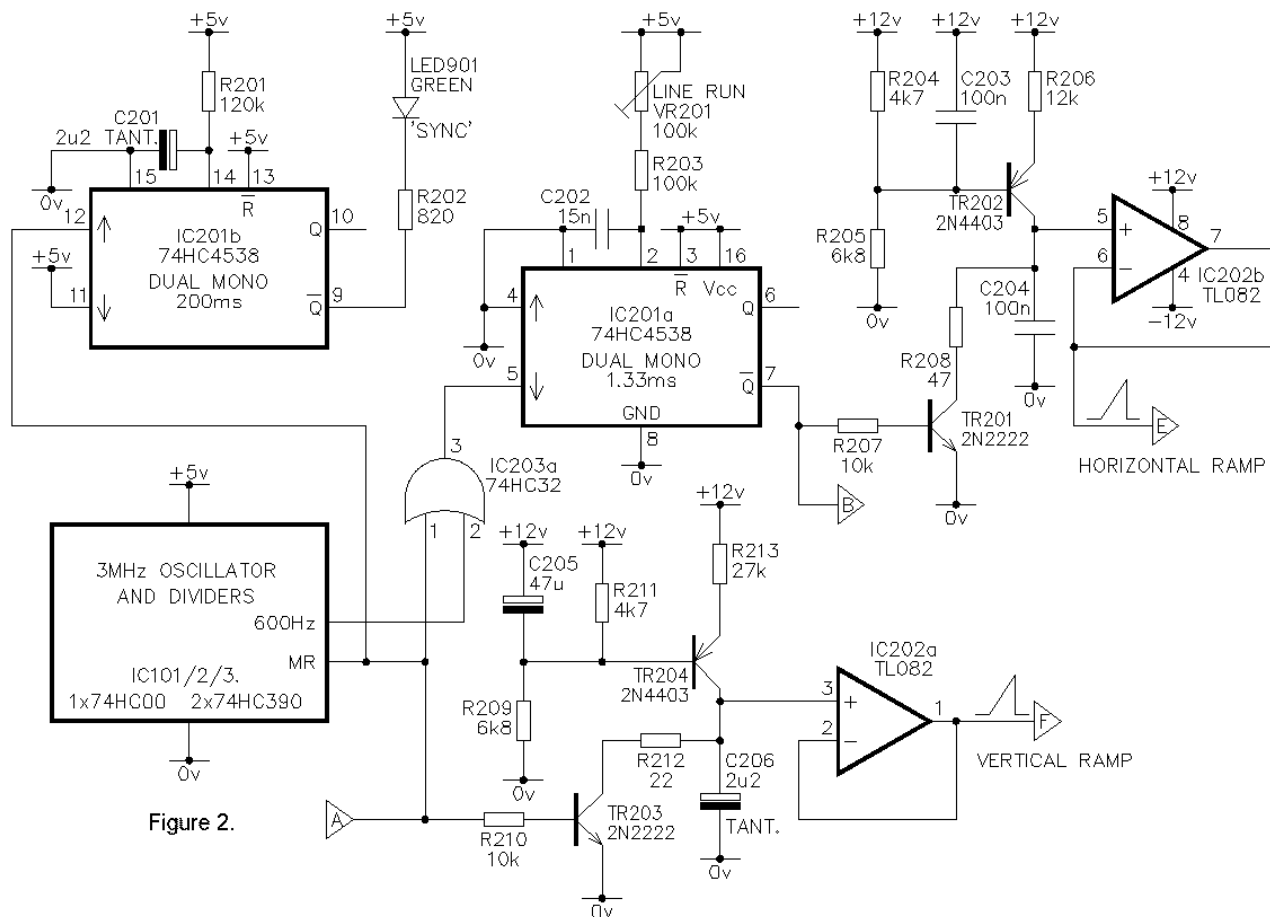 +5v
R201
120k
C201
TANT.
2u2
+5v
0v
15
14
13
R
12
11
+5v
IC201b
74HC4538
DUAL MONO
200ms
Q
10
Q
9
+5v
LED901
GREEN
'SYNC'
R202
820
+5v
LINE RUN
VR201
100k
R203
100k
C202
15n
+5v
1
2
3
16
R
Vcc
4
0v
5
IC201a
74HC4538
DUAL MONO
1.33ms
Q
6
Q
7
GND
8
0v
+12v
+12v
+12v
R204
4k7
C203
100n
R206
12k
TR202
2N4403
R205
6k8
0v
+12v
8
5
+
6
−
7
4
−12v
IC202b
TL082
C204
100n
0v
R208
47
R207
10k
TR201
2N2222
0v
B
E
HORIZONTAL RAMP
3
IC203a
74HC32
1
2
+5v
3MHz OSCILLATOR
AND DIVIDERS
600Hz
MR
IC101/2/3.
1x74HC00 2x74HC390
0v
+12v
C205
47u
+12v
R211
4k7
+12v
R213
27k
TR204
2N4403
R209
6k8
0v
R212
22
C206
2u2
TANT.
0v
IC202a
TL082
3
+
2
−
1
F
VERTICAL RAMP
Figure 2.
A
R210
10k
TR203
2N2222
0v